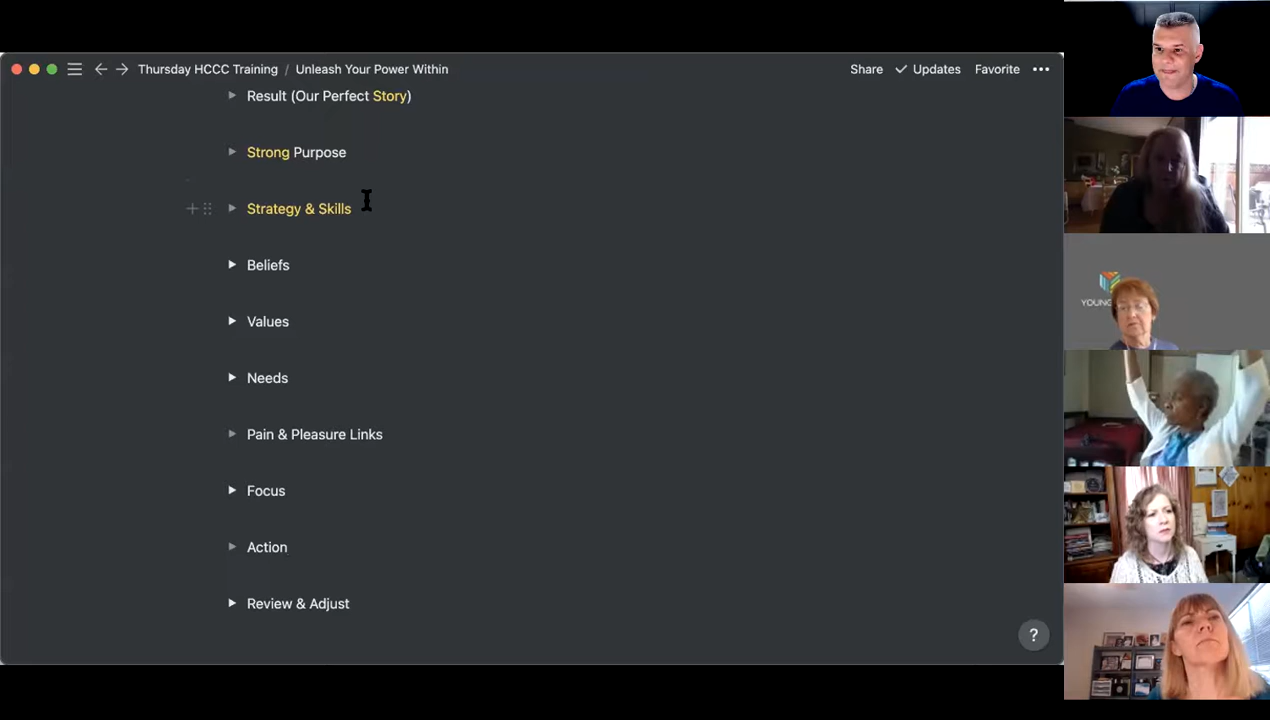 Thursday HCCC Training / Unleash Your Power Within
Share Updates Favorite
Result (Our Perfect Story)
Strong Purpose
Strategy & Skills
Beliefs
Values
Needs
Pain & Pleasure Links
Focus
Action
Review & Adjust
?